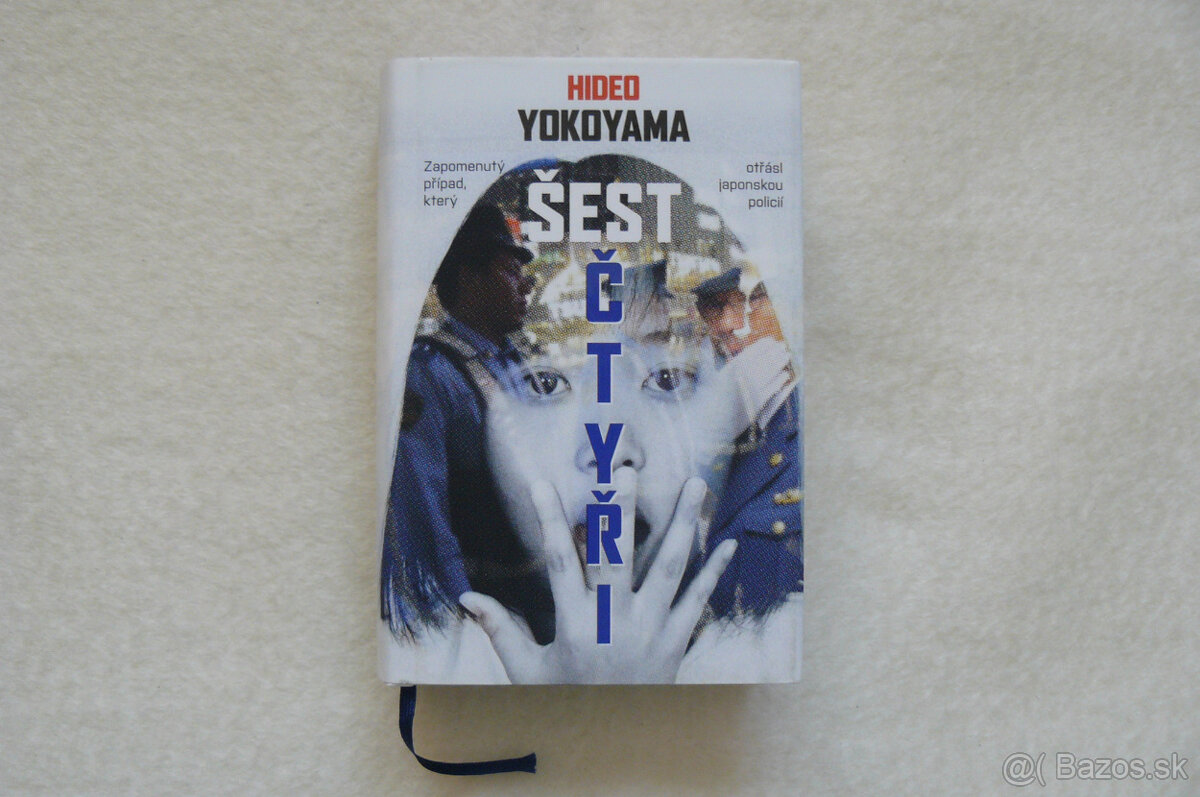 HIDEO
YOKOYAMA
Zapomenutý
případ,
který
otřásl
japonskou
policií
ŠEST
ČTYŘI
@( Bazos.sk